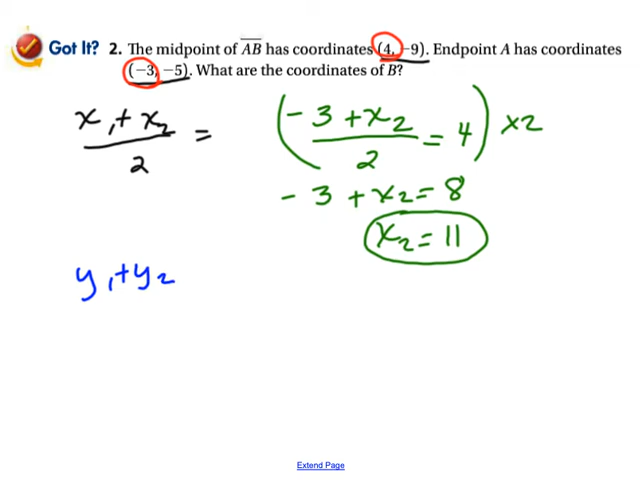 Got It? 2. The midpoint of AB has coordinates (4, −9). Endpoint A has coordinates
(−3, −5). What are the coordinates of B?
x₁ + x₂ / 2 = (−3 + x₂ / 2 = 4) ×2
−3 + x₂ = 8
x₂ = 11
y₁ + y₂
Extend Page